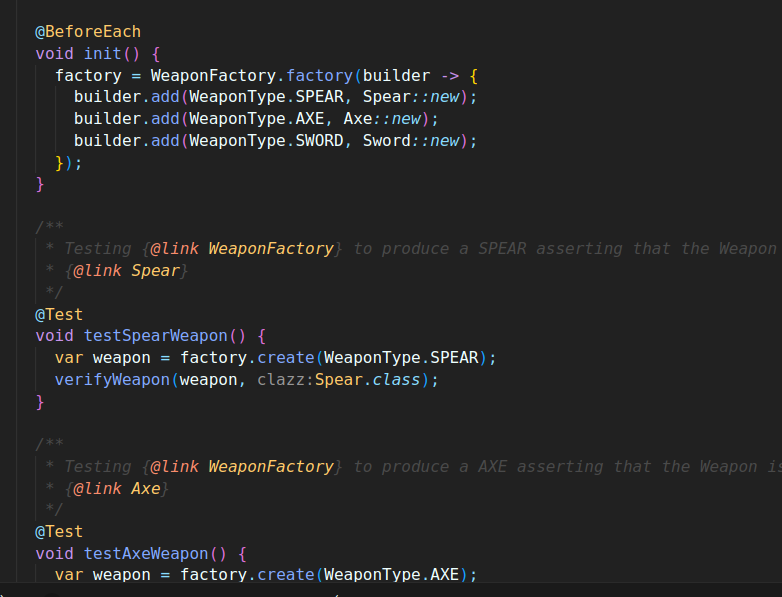 @BeforeEach
void init() {
factory = WeaponFactory.factory(builder -> {
builder.add(WeaponType.SPEAR, Spear::new);
builder.add(WeaponType.AXE, Axe::new);
builder.add(WeaponType.SWORD, Sword::new);
});
}
/**
* Testing {@link WeaponFactory} to produce a SPEAR asserting that the Weapon
* {@link Spear}
*/
@Test
void testSpearWeapon() {
var weapon = factory.create(WeaponType.SPEAR);
verifyWeapon(weapon, clazz:Spear.class);
}
/**
* Testing {@link WeaponFactory} to produce a AXE asserting that the Weapon is
* {@link Axe}
*/
@Test
void testAxeWeapon() {
var weapon = factory.create(WeaponType.AXE);